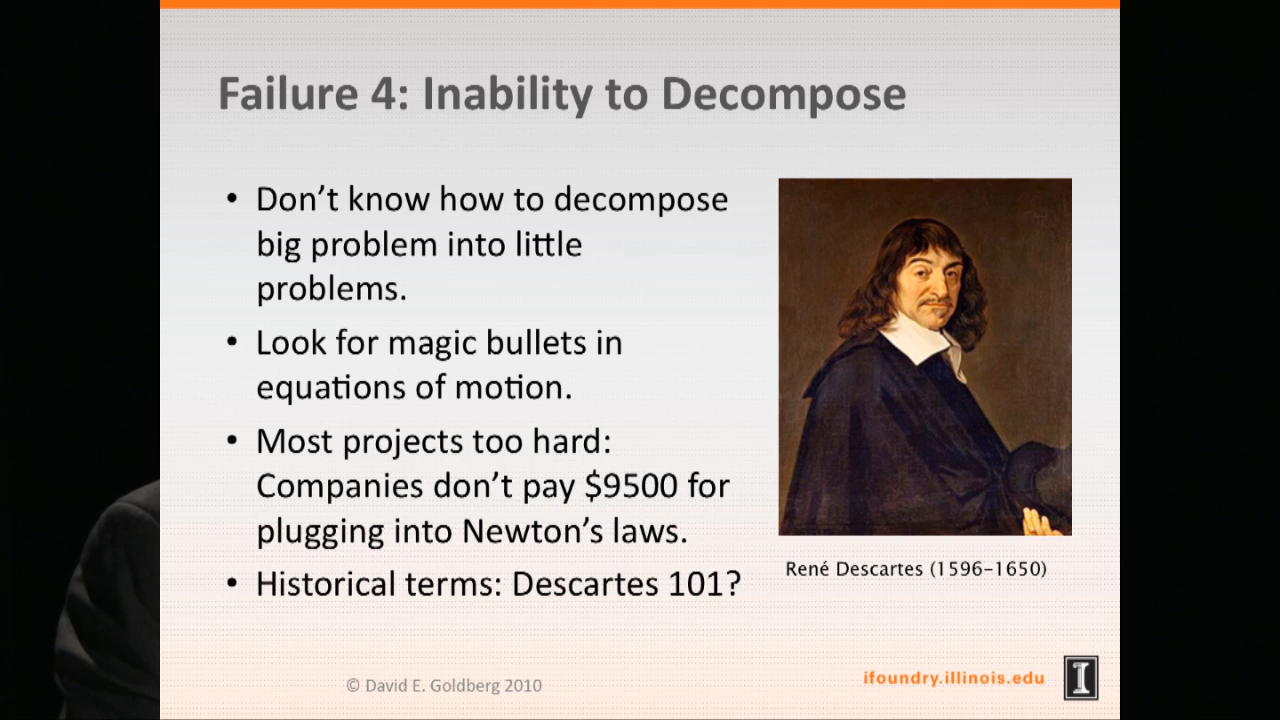 Failure 4: Inability to Decompose
• Don’t know how to decompose
big problem into little
problems.
• Look for magic bullets in
equations of motion.
• Most projects too hard:
Companies don’t pay $9500 for
plugging into Newton’s laws.
• Historical terms: Descartes 101?
René Descartes (1596–1650)
© David E. Goldberg 2010
ifoundry.illinois.edu
I